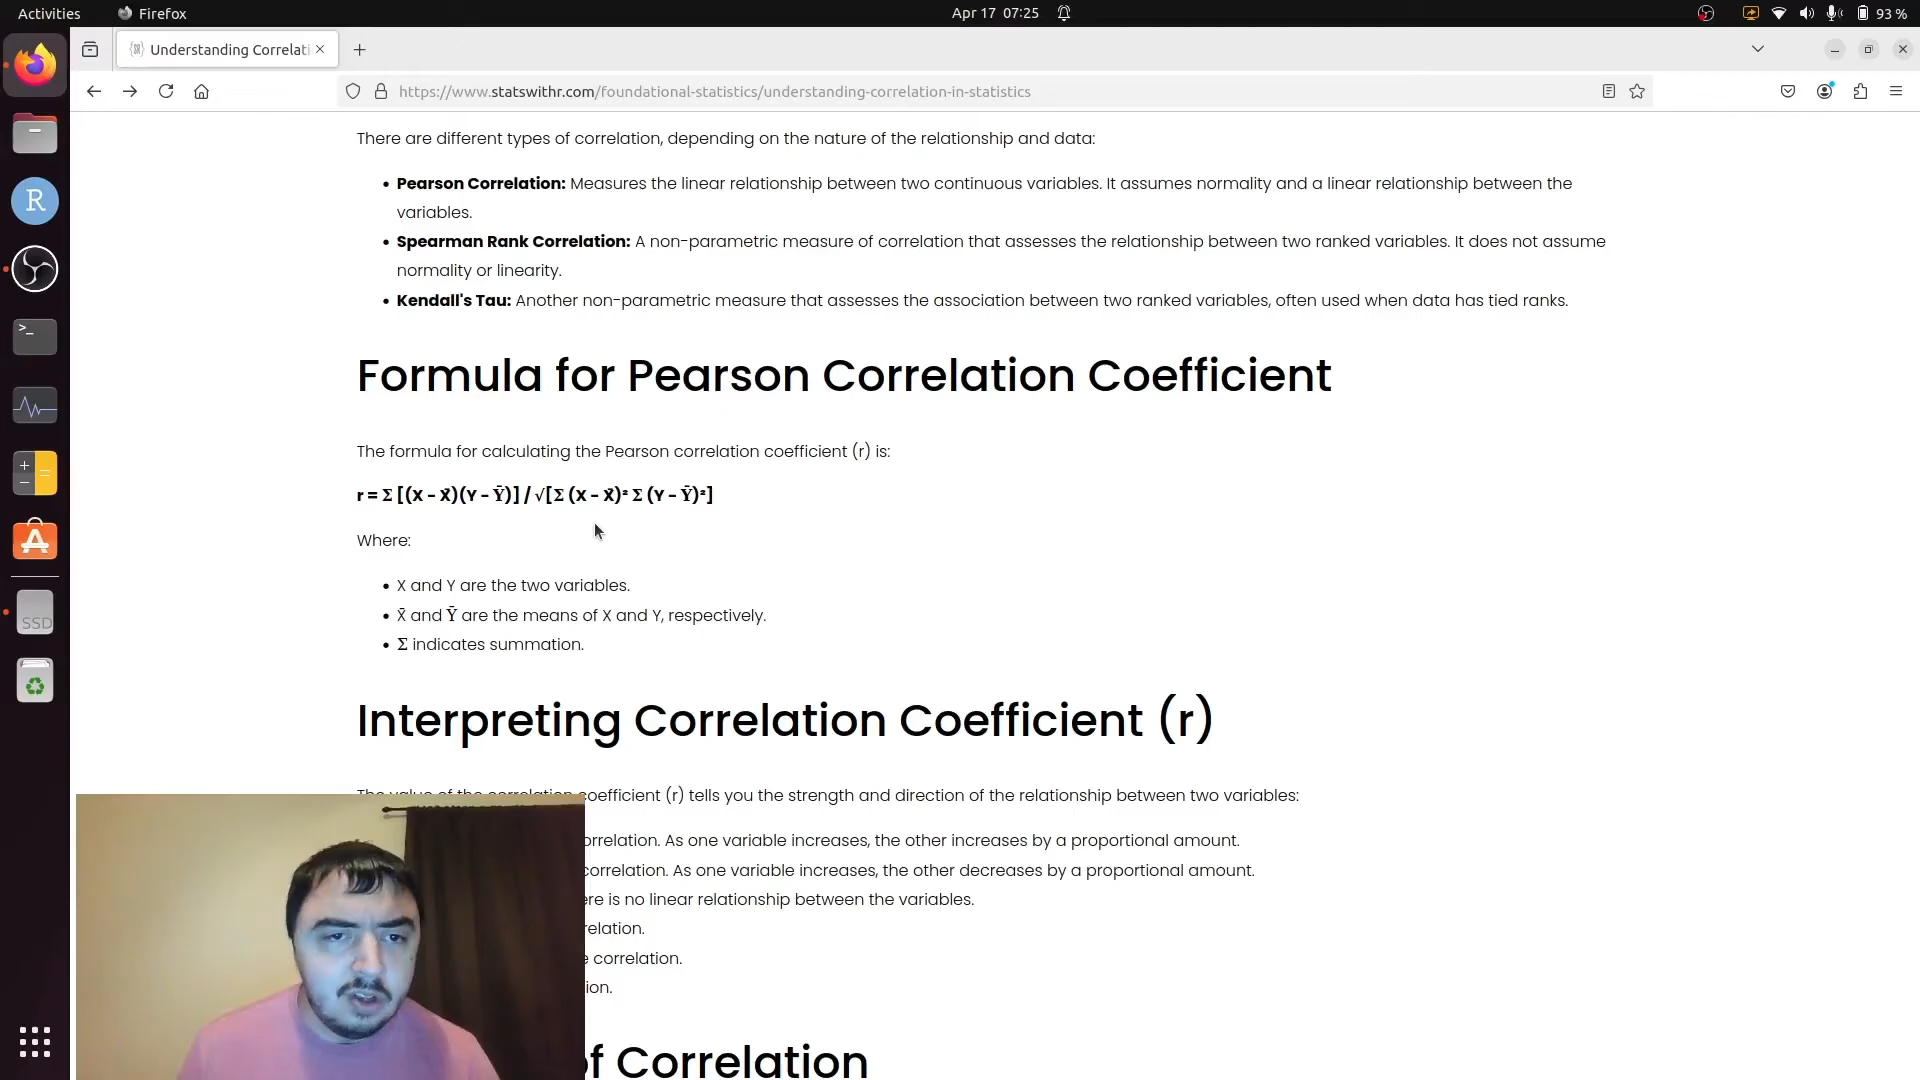 Activities
Firefox
Apr 17 07:25
93 %
Understanding Correlati
https://www.statswithr.com/foundational-statistics/understanding-correlation-in-statistics
There are different types of correlation, depending on the nature of the relationship and data:
Pearson Correlation: Measures the linear relationship between two continuous variables. It assumes normality and a linear relationship between the
variables.
Spearman Rank Correlation: A non-parametric measure of correlation that assesses the relationship between two ranked variables. It does not assume
normality or linearity.
Kendall's Tau: Another non-parametric measure that assesses the association between two ranked variables, often used when data has tied ranks.
Formula for Pearson Correlation Coefficient
The formula for calculating the Pearson correlation coefficient (r) is:
r = Σ [(X - X̄)(Y - Ȳ)] / √[Σ (X - X̄)² Σ (Y - Ȳ)²]
Where:
X and Y are the two variables.
X̄ and Ȳ are the means of X and Y, respectively.
Σ indicates summation.
Interpreting Correlation Coefficient (r)
The value of the correlation coefficient (r) tells you the strength and direction of the relationship between two variables:
orrelation. As one variable increases, the other increases by a proportional amount.
correlation. As one variable increases, the other decreases by a proportional amount.
ere is no linear relationship between the variables.
relation.
e correlation.
ion.
of Correlation
R
SSD